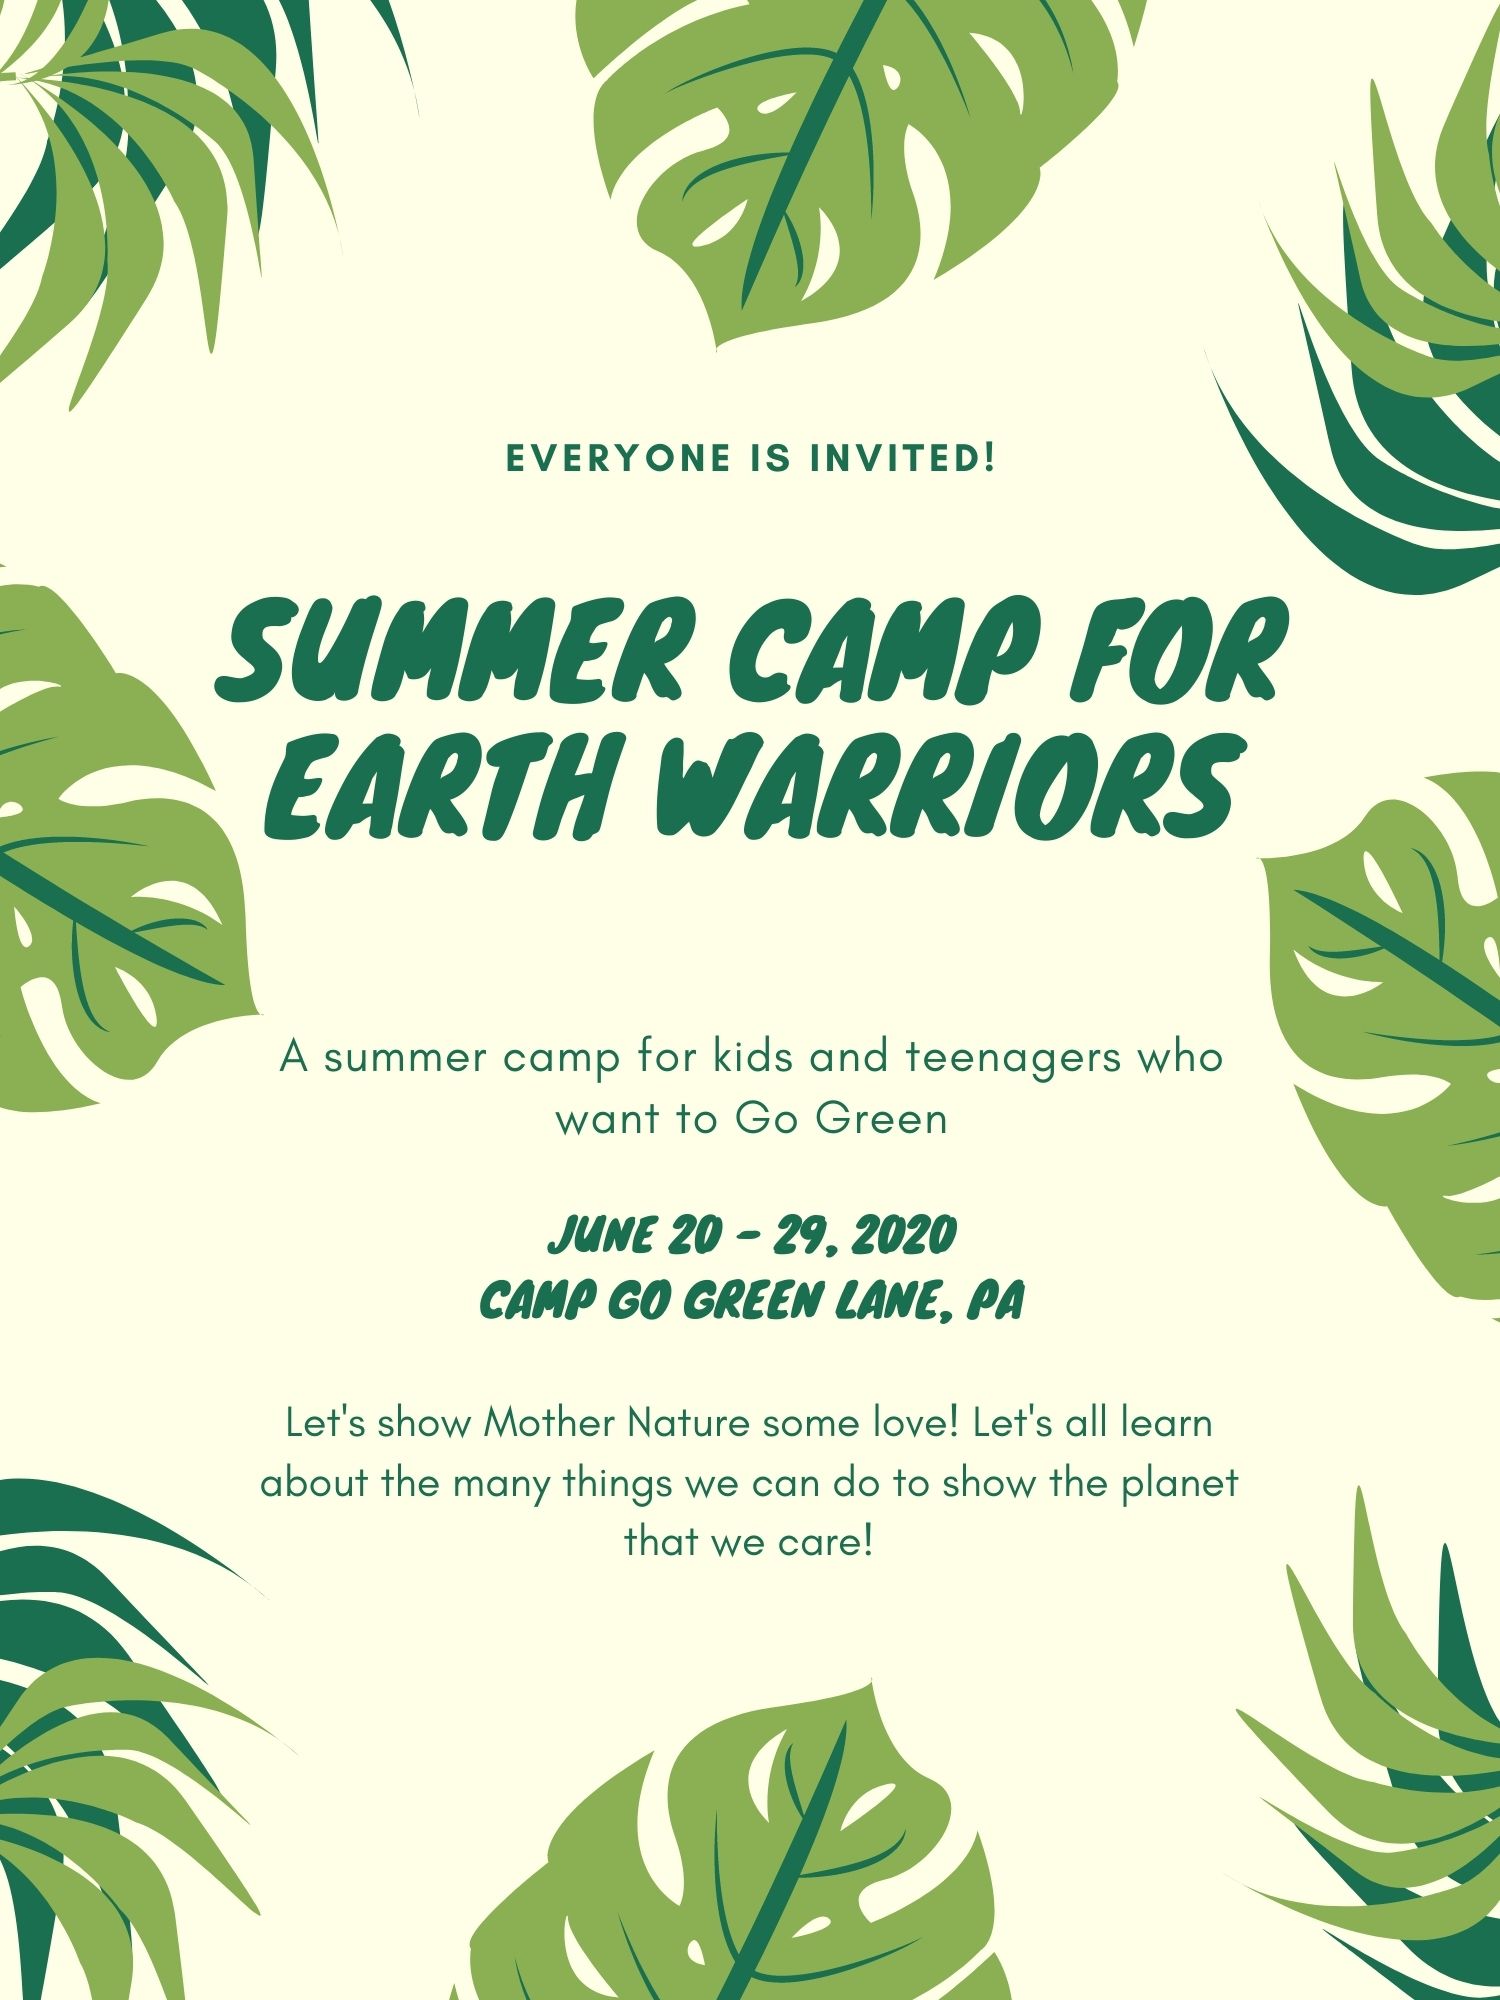 EVERYONE IS INVITED!
SUMMER CAMP FOR
EARTH WARRIORS
A summer camp for kids and teenagers who
want to Go Green
JUNE 20 - 29, 2020
CAMP GO GREEN LANE, PA
Let's show Mother Nature some love! Let's all learn
about the many things we can do to show the planet
that we care!